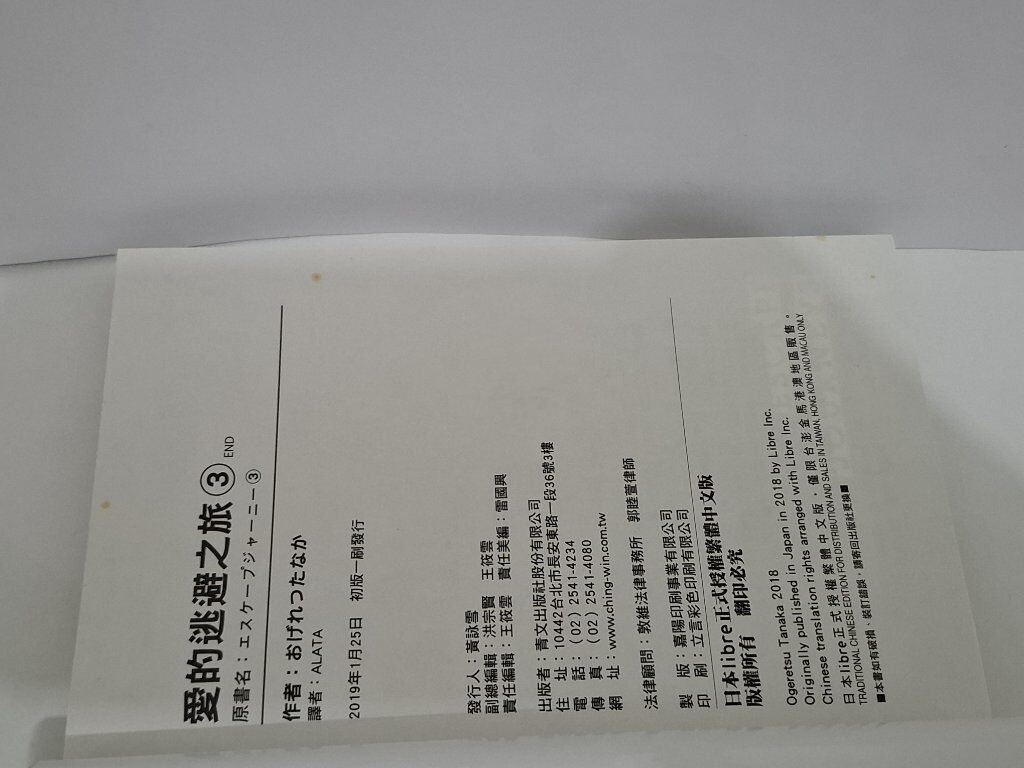 愛的逃避之旅③ END
原書名：エスケープジャーニー③
作者：おげれつたなか
譯者：ALATA
2019年1月25日 初版一刷發行
發行人：黃詠雪
副總編輯：洪宗賢 王筱雲
責任編輯：王筱雲 責任美編：雷國興
出版者：青文出版社股份有限公司
住 址：10442台北市長安東路一段36號3樓
電 話：(02) 2541-4234
傳 真：(02) 2541-4080
網 址：www.ching-win.com.tw
法律顧問：敦維法律事務所 郭睦萱律師
製 版：嘉陽印刷事業有限公司
印 刷：立言彩色印刷有限公司
日本libre正式授權繁體中文版
版權所有 翻印必究
Ogeretsu Tanaka 2018
Originally published in Japan in 2018 by Libre Inc.
Chinese translation rights arranged with Libre Inc.
日本libre正式授權繁體中文版，僅限台澎金馬港澳地區販售。
TRADITIONAL CHINESE EDITION FOR DISTRIBUTION AND SALES IN TAIWAN, HONG KONG AND MACAU ONLY
■本書如有破損、裝訂錯誤，請寄回出版社更換■